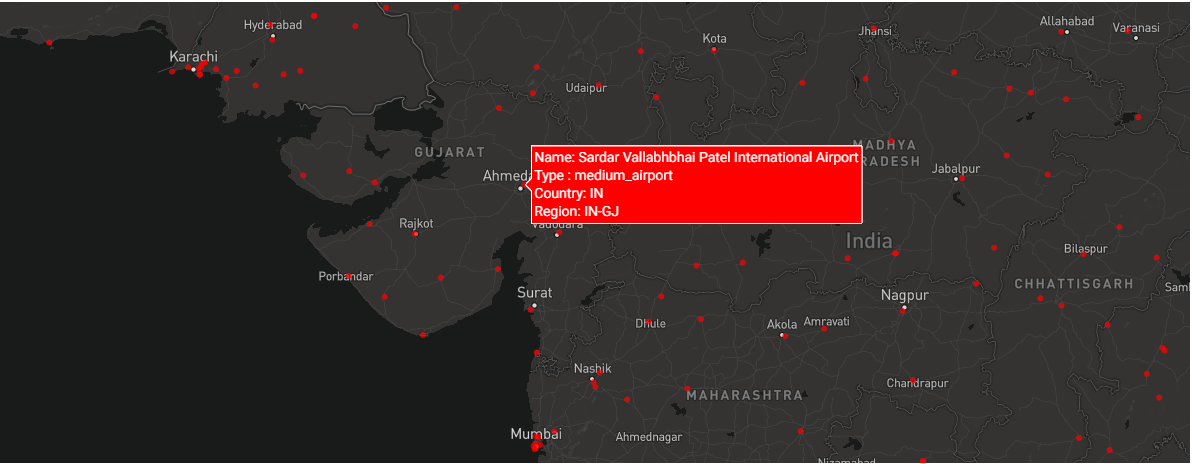 Hyderabad
Karachi
Kota
Jhansi
Allahabad
Varanasi
Udaipur
GUJARAT
MADHYA
RADESH
Name: Sardar Vallabhbhai Patel International Airport
Type : medium_airport
Country: IN
Region: IN-GJ
Ahmeda
Jabalpur
Rajkot
Vadodara
India
Bilaspur
Porbandar
Surat
Nagpur
CHHATTISGARH
Samb
Dhule
Akola
Amravati
Nashik
Chandrapur
MAHARASHTRA
Mumbai
Ahmednagar
Nizamabad